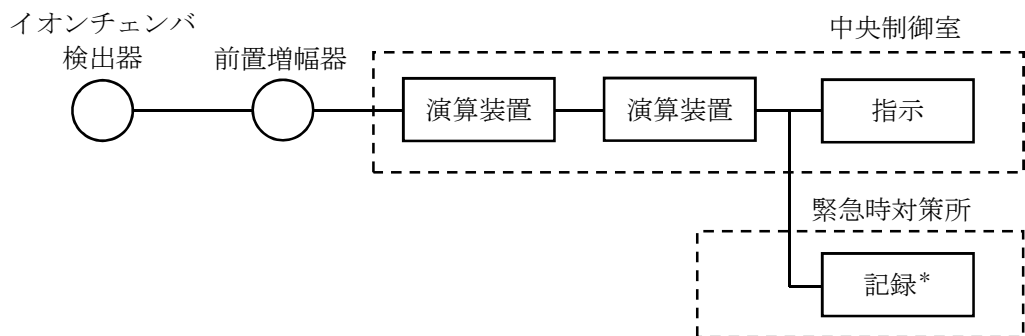 イオンチェンバ
検出器
前置増幅器
中央制御室
演算装置
演算装置
指示
緊急時対策所
記録*